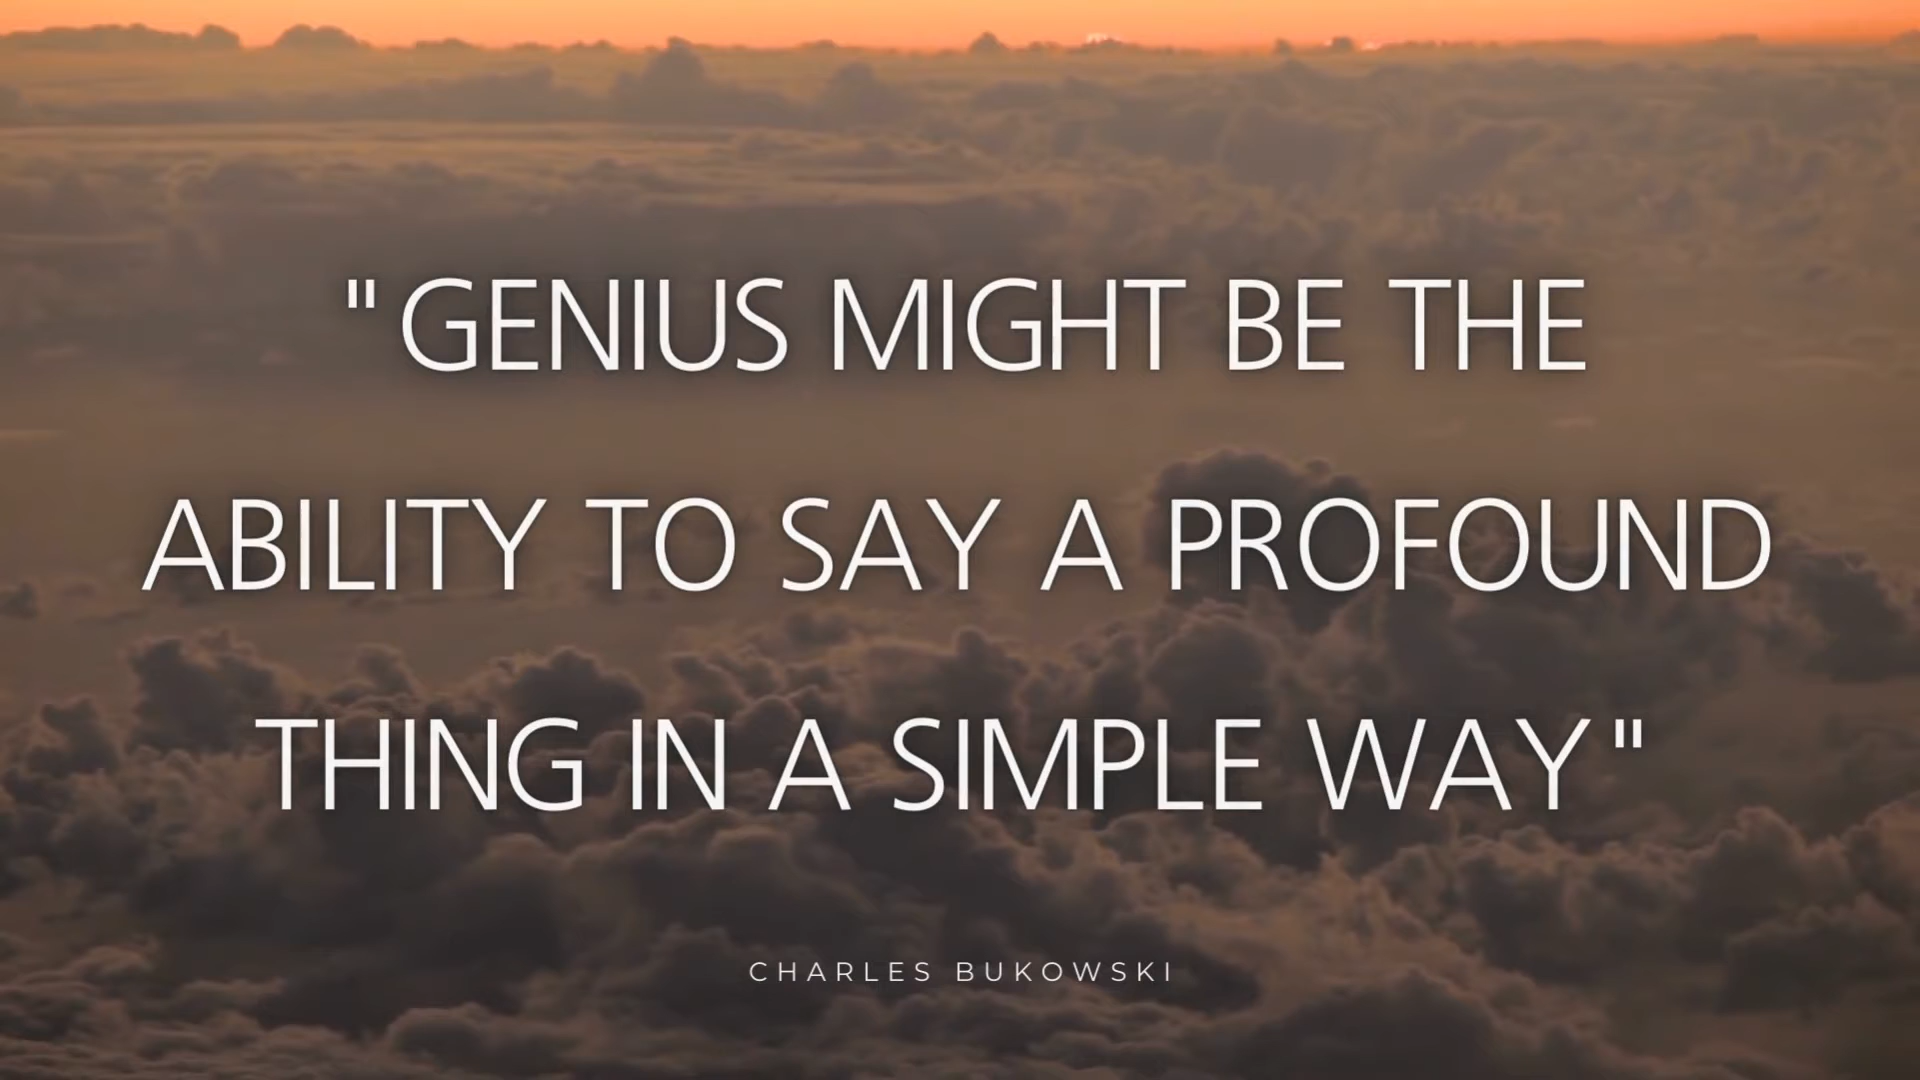 "GENIUS MIGHT BE THE
ABILITY TO SAY A PROFOUND
THING IN A SIMPLE WAY"
CHARLES BUKOWSKI